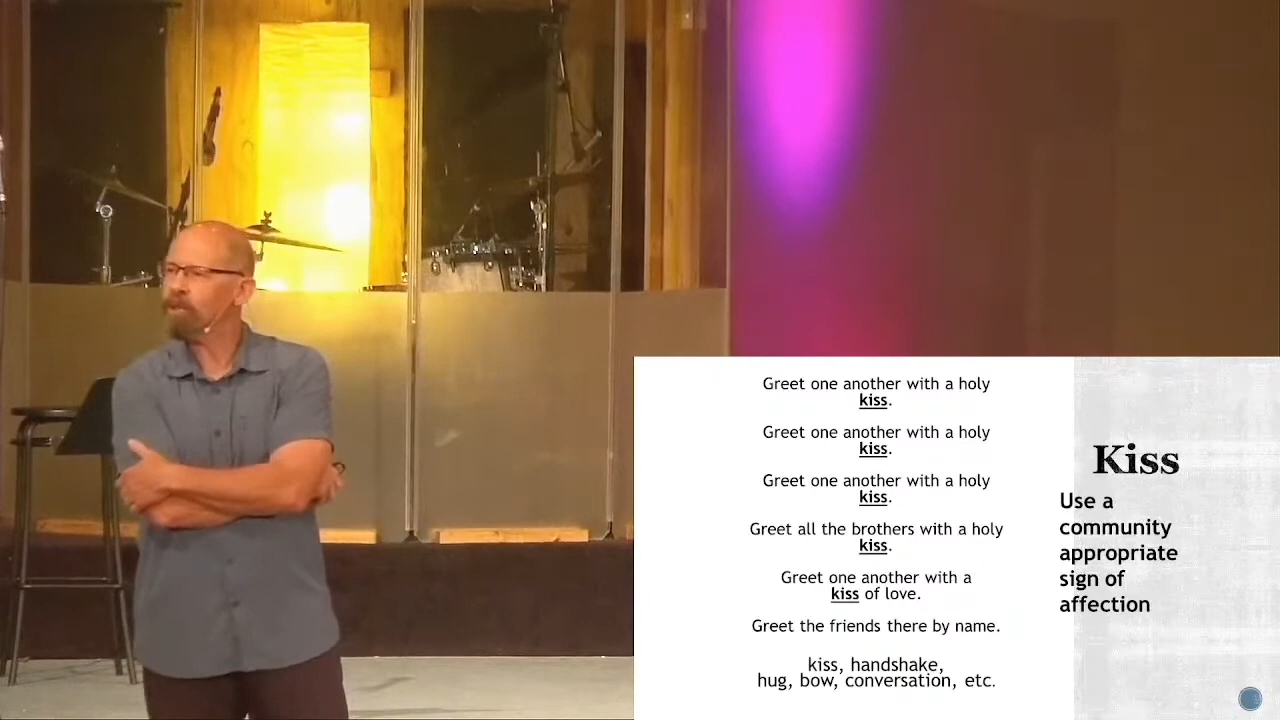 Greet one another with a holy
kiss.
Greet one another with a holy
kiss.
Greet one another with a holy
kiss.
Greet all the brothers with a holy
kiss.
Greet one another with a
kiss of love.
Greet the friends there by name.
kiss, handshake,
hug, bow, conversation, etc.
Kiss
Use a
community
appropriate
sign of
affection